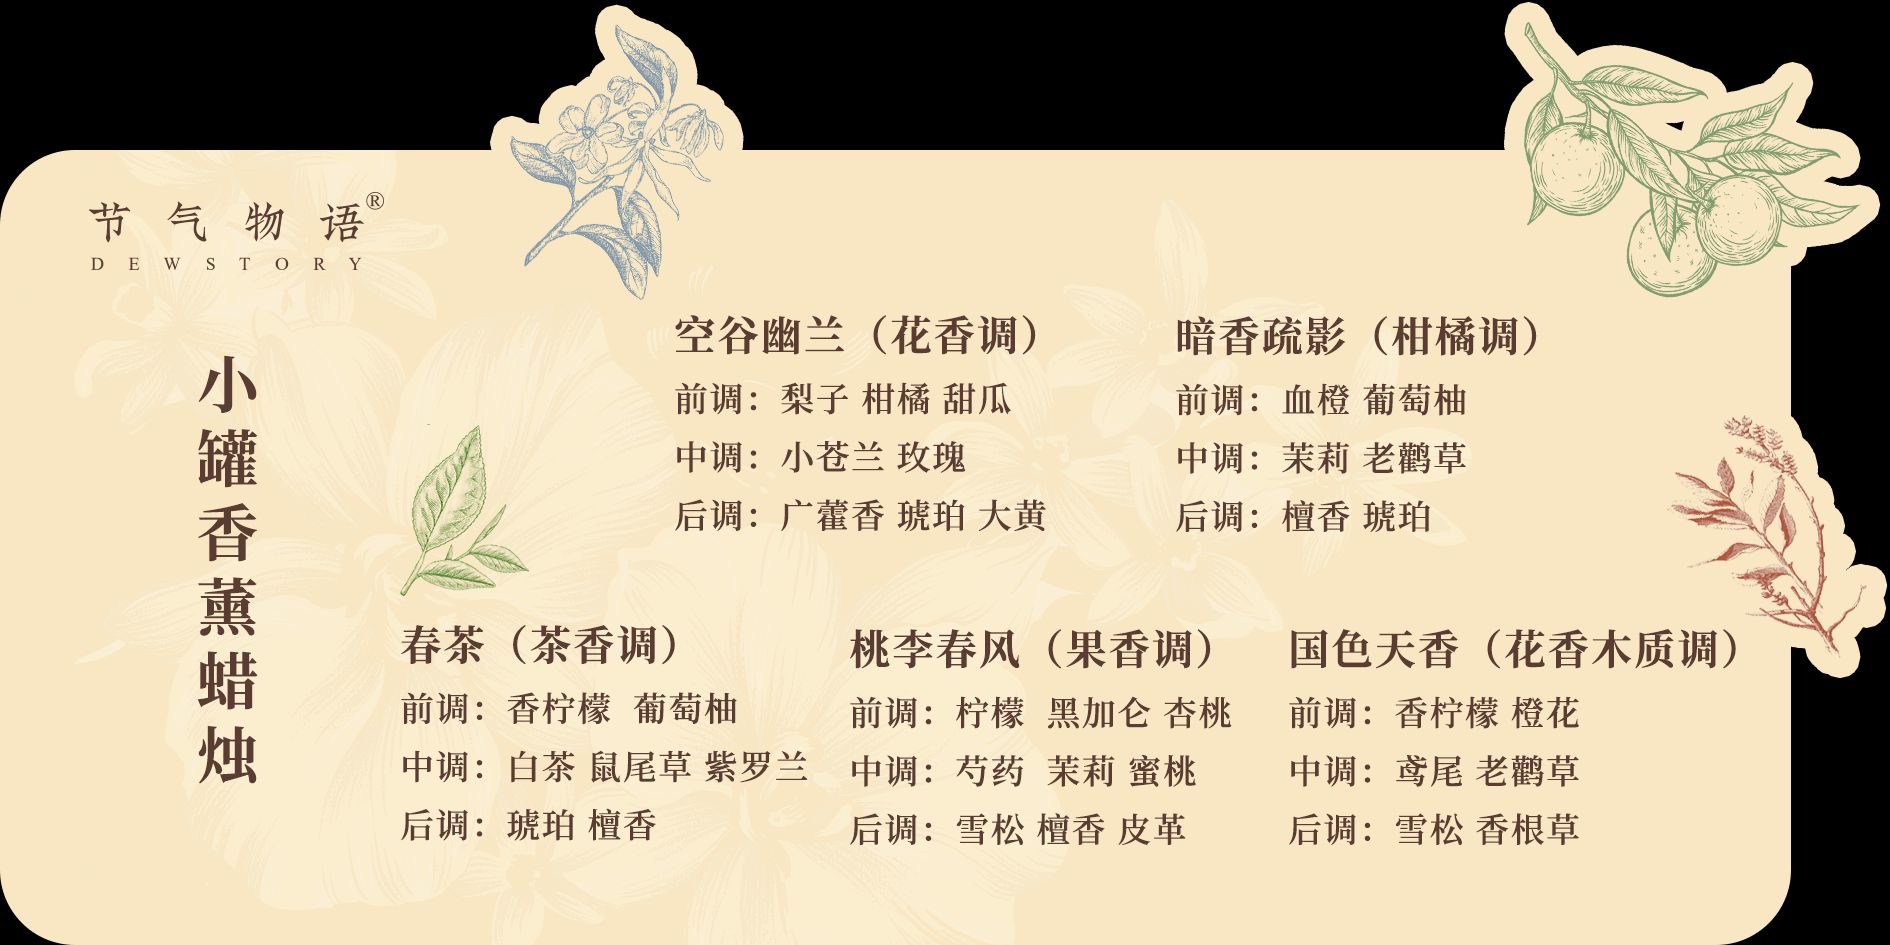 节气物语®
DEWSTORY
小罐香薰蜡烛
空谷幽兰（花香调）
前调：梨子 柑橘 甜瓜
中调：小苍兰 玫瑰
后调：广藿香 琥珀 大黄
暗香疏影（柑橘调）
前调：血橙 葡萄柚
中调：茉莉 老鹳草
后调：檀香 琥珀
春茶（茶香调）
前调：香柠檬 葡萄柚
中调：白茶 鼠尾草 紫罗兰
后调：琥珀 檀香
桃李春风（果香调）
前调：柠檬 黑加仑 杏桃
中调：芍药 茉莉 蜜桃
后调：雪松 檀香 皮革
国色天香（花香木质调）
前调：香柠檬 橙花
中调：鸢尾 老鹳草
后调：雪松 香根草